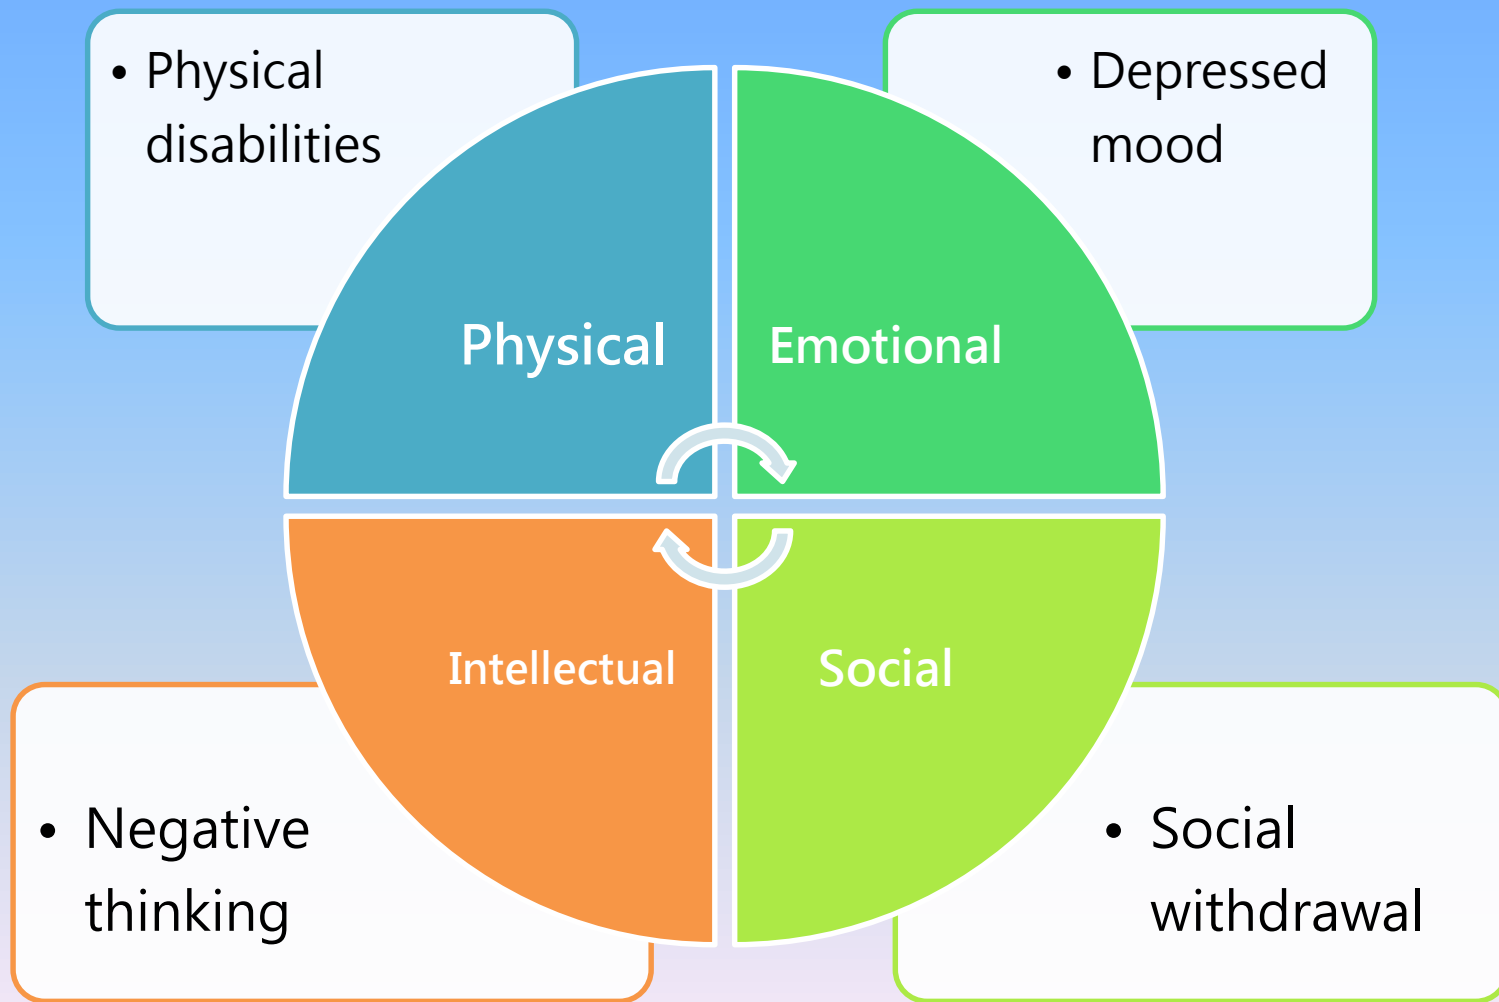 • Physical
disabilities
• Depressed
mood
Physical
Emotional
Intellectual
Social
• Negative
thinking
• Social
withdrawal